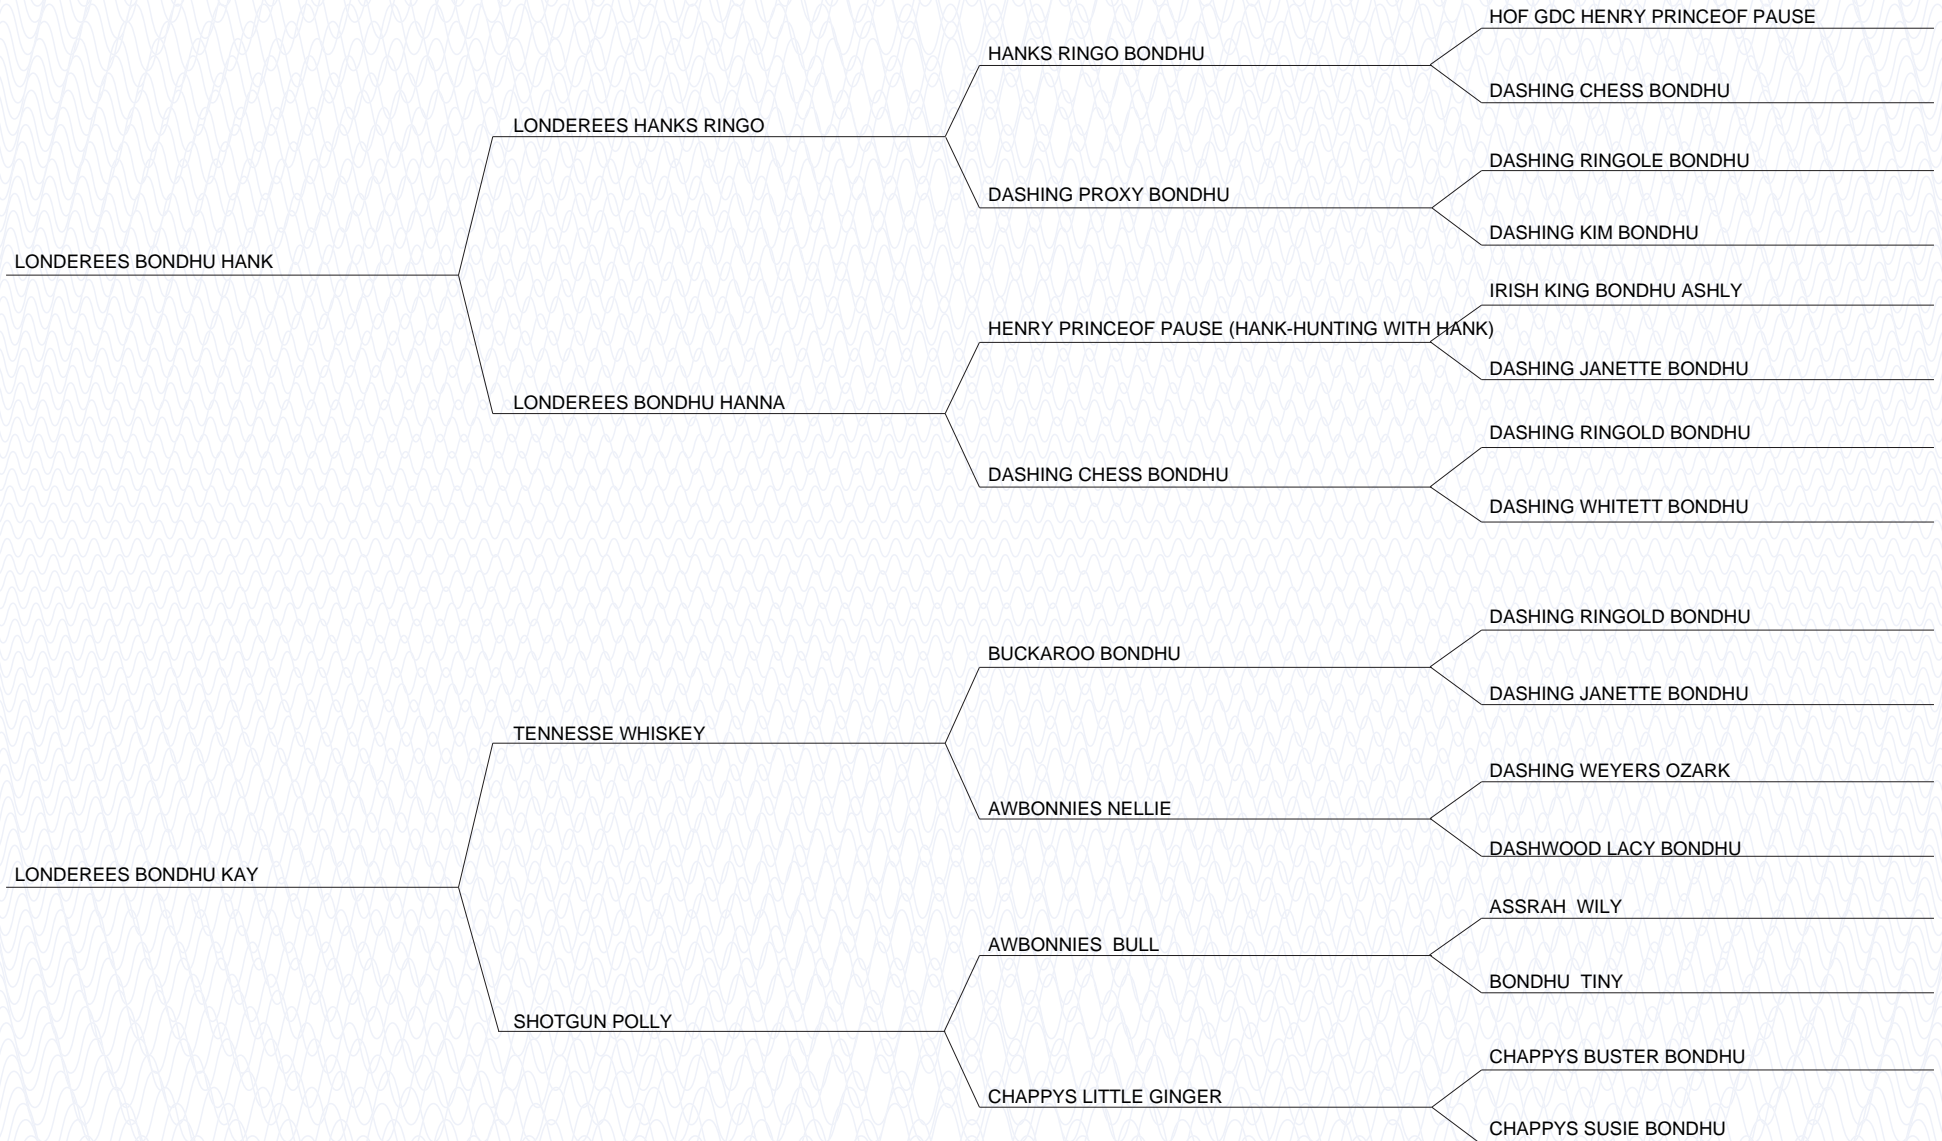 HOF GDC HENRY PRINCEOF PAUSE
HANKS RINGO BONDHU
DASHING CHESS BONDHU
LONDEREES HANKS RINGO
DASHING RINGOLE BONDHU
DASHING PROXY BONDHU
DASHING KIM BONDHU
LONDEREES BONDHU HANK
IRISH KING BONDHU ASHLY
HENRY PRINCEOF PAUSE (HANK-HUNTING WITH HANK)
DASHING JANETTE BONDHU
LONDEREES BONDHU HANNA
DASHING RINGOLD BONDHU
DASHING CHESS BONDHU
DASHING WHITETT BONDHU
DASHING RINGOLD BONDHU
BUCKAROO BONDHU
DASHING JANETTE BONDHU
TENNESSE WHISKEY
DASHING WEYERS OZARK
AWBONNIES NELLIE
DASHWOOD LACY BONDHU
LONDEREES BONDHU KAY
ASSRAH  WILY
AWBONNIES  BULL
BONDHU  TINY
SHOTGUN POLLY
CHAPPYS BUSTER BONDHU
CHAPPYS LITTLE GINGER
CHAPPYS SUSIE BONDHU